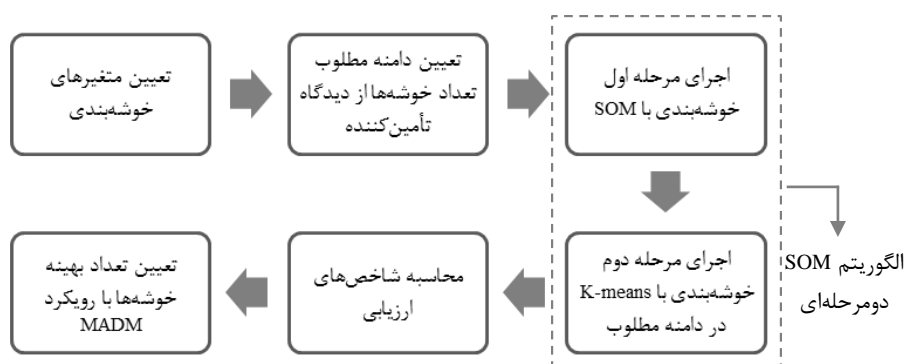 تعیین متغیرهای
خوشه‌بندی
تعیین دامنه مطلوب
تعداد خوشه‌ها از دیدگاه
تأمین‌کننده
اجرای مرحله اول
خوشه‌بندی با SOM
اجرای مرحله دوم
خوشه‌بندی با K-means
در دامنه مطلوب
محاسبه شاخص‌های
ارزیابی
تعیین تعداد بهینه
خوشه‌ها با رویکرد
MADM
الگوریتم SOM
دومرحله‌ای